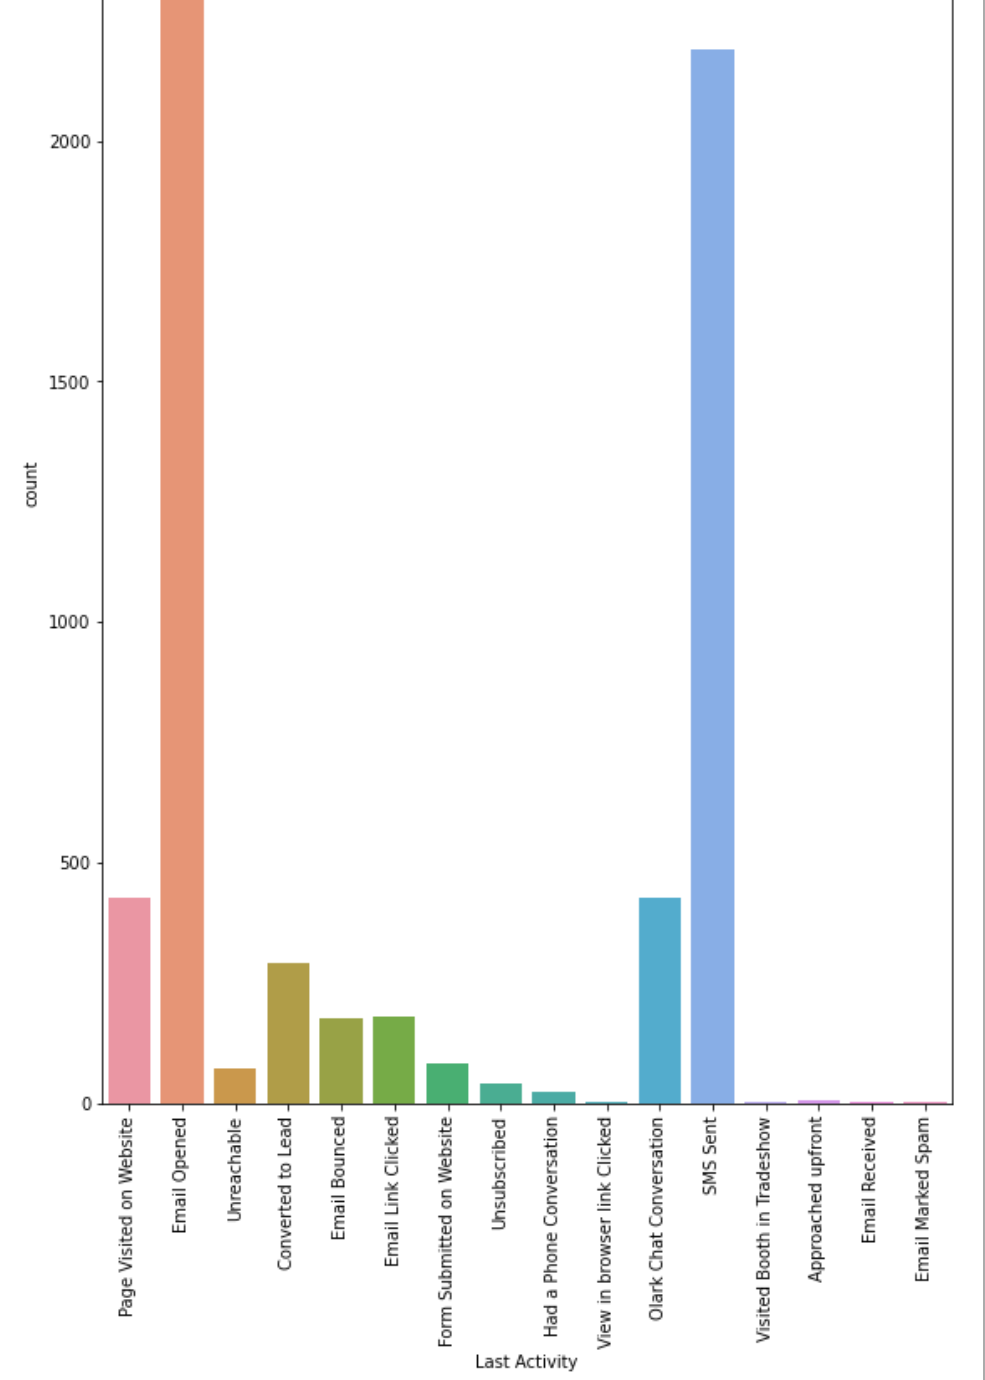 2000
1500
count
1000
500
0
Page Visited on Website
Email Opened
Unreachable
Converted to Lead
Email Bounced
Email Link Clicked
Form Submitted on Website
Unsubscribed
Had a Phone Conversation
View in browser link Clicked
Olark Chat Conversation
SMS Sent
Visited Booth in Tradeshow
Approached upfront
Email Received
Email Marked Spam
Last Activity